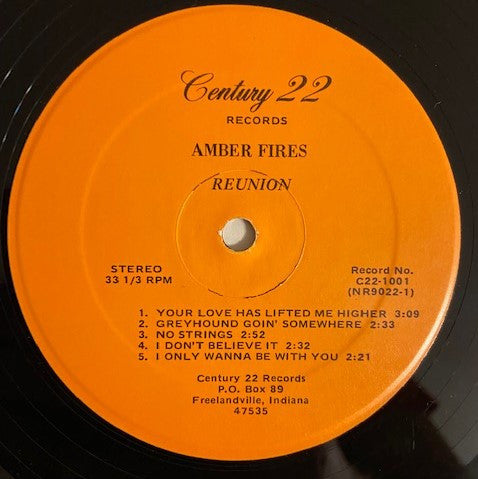 Century 22
RECORDS
AMBER FIRES
REUNION
STEREO
33 1/3 RPM
Record No.
C22-1001
(NR9022-1)
1. YOUR LOVE HAS LIFTED ME HIGHER 3:09
2. GREYHOUND GOIN' SOMEWHERE 2:33
3. NO STRINGS 2:52
4. I DON'T BELIEVE IT 2:32
5. I ONLY WANNA BE WITH YOU 2:21
Century 22 Records
P.O. Box 89
Freelandville, Indiana
47535